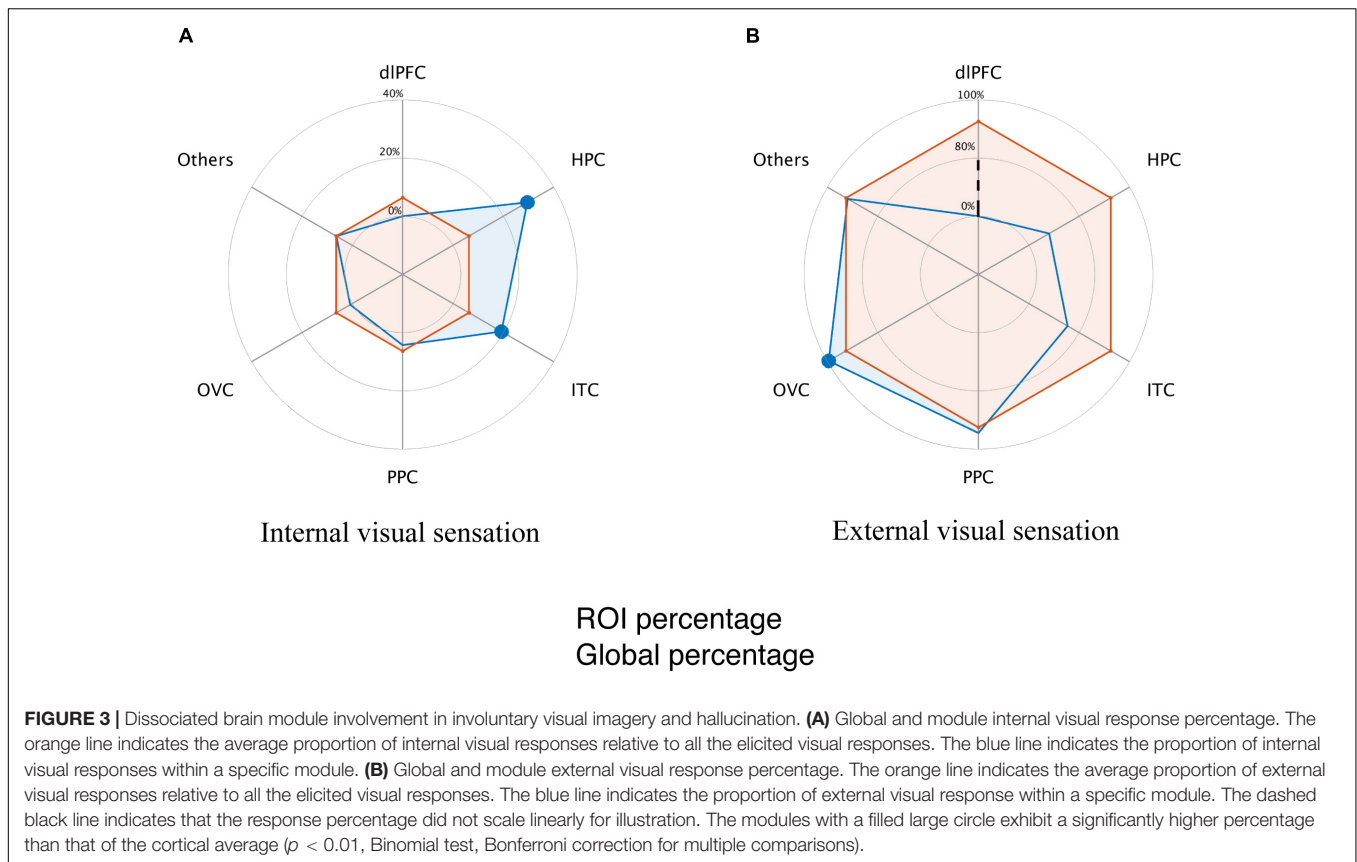 A
B
dlPFC
40%
20%
0%
HPC
ITC
PPC
OVC
Others
dlPFC
100%
80%
0%
HPC
ITC
PPC
OVC
Others
Internal visual sensation
External visual sensation
ROI percentage
Global percentage
FIGURE 3 | Dissociated brain module involvement in involuntary visual imagery and hallucination. (A) Global and module internal visual response percentage. The
orange line indicates the average proportion of internal visual responses relative to all the elicited visual responses. The blue line indicates the proportion of internal
visual responses within a specific module. (B) Global and module external visual response percentage. The orange line indicates the average proportion of external
visual responses relative to all the elicited visual responses. The blue line indicates the proportion of external visual response within a specific module. The dashed
black line indicates that the response percentage did not scale linearly for illustration. The modules with a filled large circle exhibit a significantly higher percentage
than that of the cortical average (p < 0.01, Binomial test, Bonferroni correction for multiple comparisons).